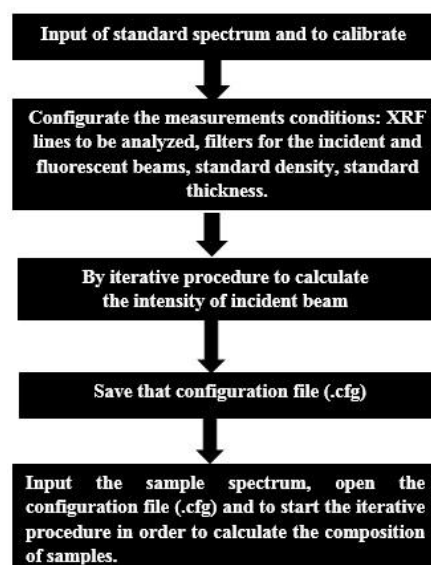 Input of standard spectrum and to calibrate
Configurate the measurements conditions: XRF
lines to be analyzed, filters for the incident and
fluorescent beams, standard density, standard
thickness.
By iterative procedure to calculate
the intensity of incident beam
Save that configuration file (.cfg)
Input the sample spectrum, open the
configuration file (.cfg) and to start the iterative
procedure in order to calculate the composition
of samples.